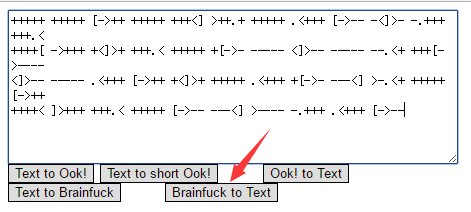 +++++ +++++ [->++ +++++ +++<] >++.+ +++++ .<+++ [->-- -<]>- -.+++ +++.<
++++[ ->+++ +<]>+ +++.< +++++ +[->- ----- <]>-- ----- --.<+ +++[- >----
<]>-- ----- .<+++ [->++ +<]>+ +++++ .<+++ +[->- ---<] >-.<+ +++++ [->++
++++< ]>+++ +++.< +++++ [->-- ---<] >---- -.+++ .<+++ [->--
Text to Ook! Text to short Ook! Ook! to Text
Text to Brainfuck Brainfuck to Text